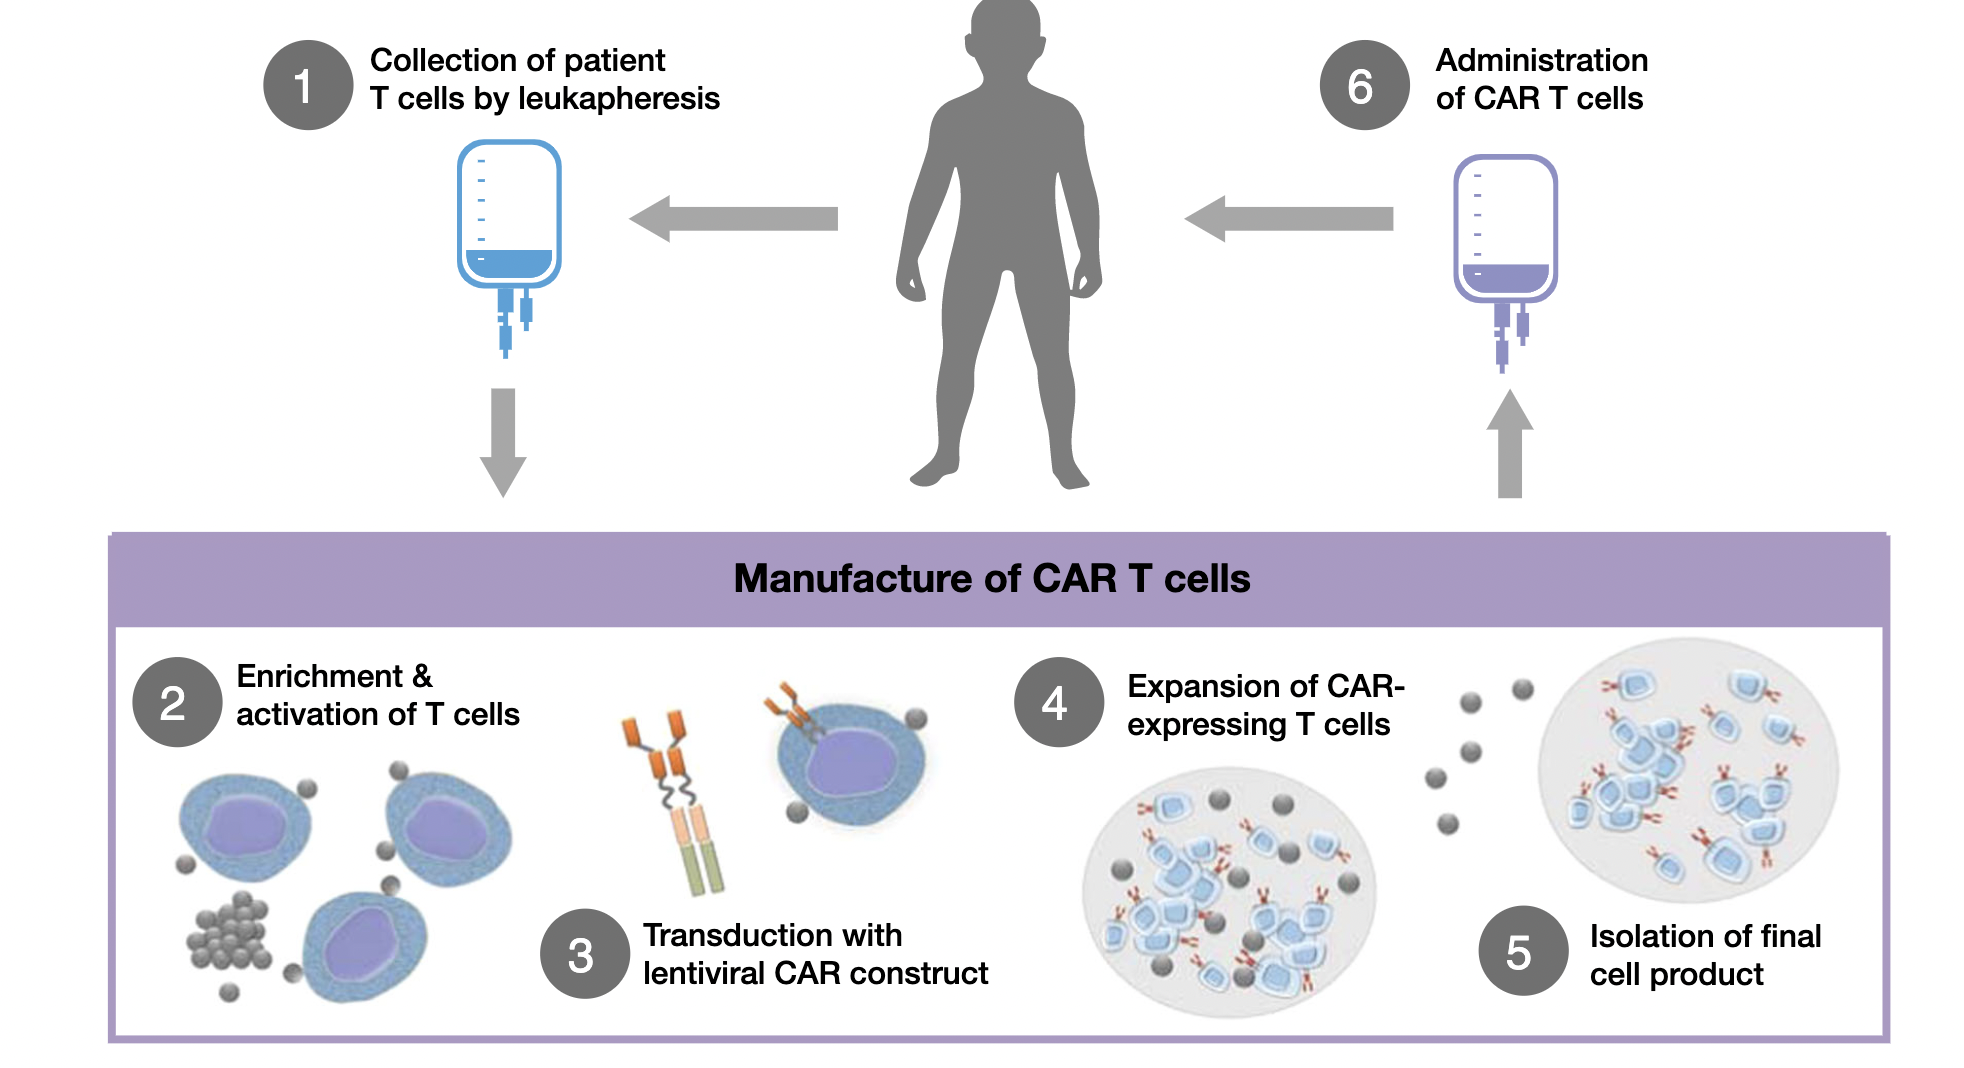 1
Collection of patient
T cells by leukapheresis
6
Administration
of CAR T cells
Manufacture of CAR T cells
2
Enrichment &
activation of T cells
3
Transduction with
lentiviral CAR construct
4
Expansion of CAR-
expressing T cells
5
Isolation of final
cell product